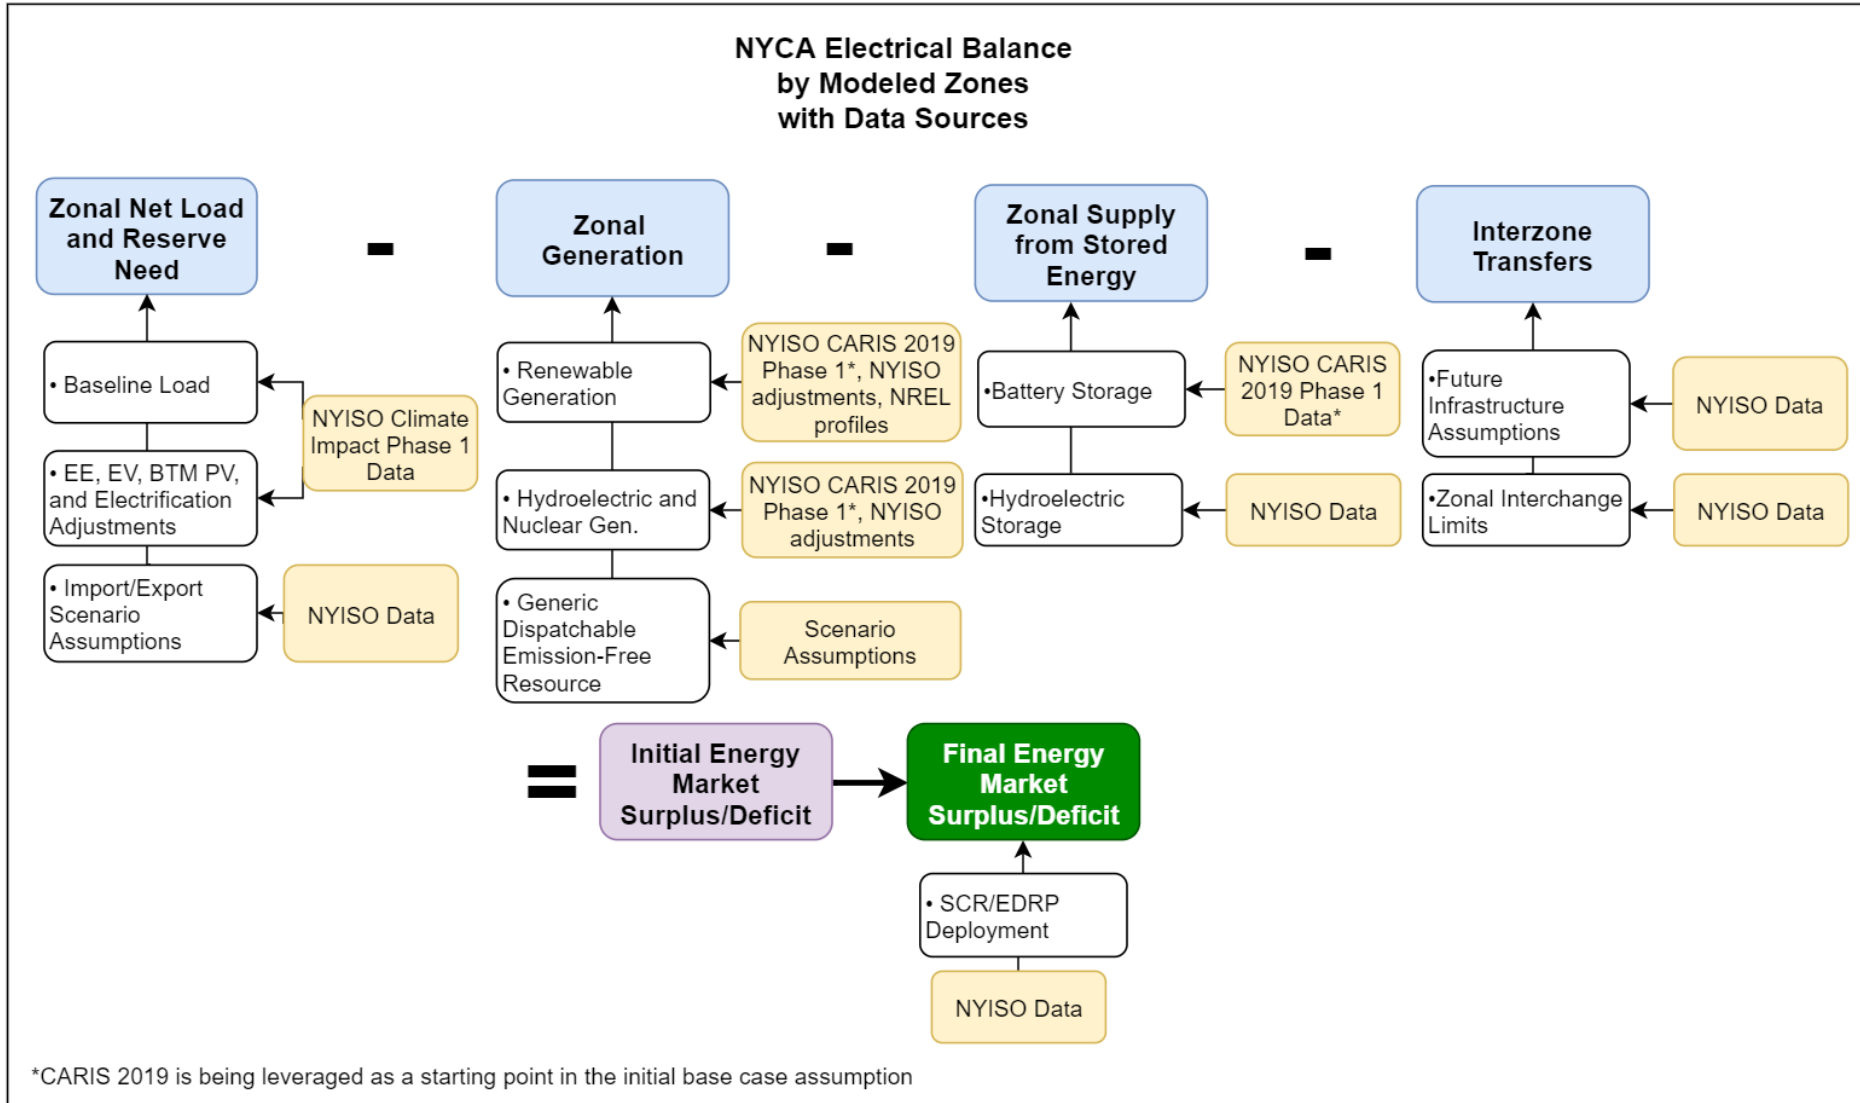 NYCA Electrical Balance
by Modeled Zones
with Data Sources
Zonal Net Load
and Reserve
Need
-
Zonal
Generation
-
Zonal Supply
from Stored
Energy
-
Interzone
Transfers
• Baseline Load
NYISO Climate
Impact Phase 1
Data
• EE, EV, BTM PV,
and Electrification
Adjustments
• Import/Export
Scenario
Assumptions
NYISO Data
• Renewable
Generation
NYISO CARIS 2019
Phase 1*, NYISO
adjustments, NREL
profiles
• Hydroelectric and
Nuclear Gen.
NYISO CARIS 2019
Phase 1*, NYISO
adjustments
• Generic
Dispatchable
Emission-Free
Resource
Scenario
Assumptions
•Battery Storage
NYISO CARIS
2019 Phase 1
Data*
•Hydroelectric
Storage
NYISO Data
•Future
Infrastructure
Assumptions
NYISO Data
•Zonal Interchange
Limits
NYISO Data
=
Initial Energy
Market
Surplus/Deficit
Final Energy
Market
Surplus/Deficit
• SCR/EDRP
Deployment
NYISO Data
*CARIS 2019 is being leveraged as a starting point in the initial base case assumption